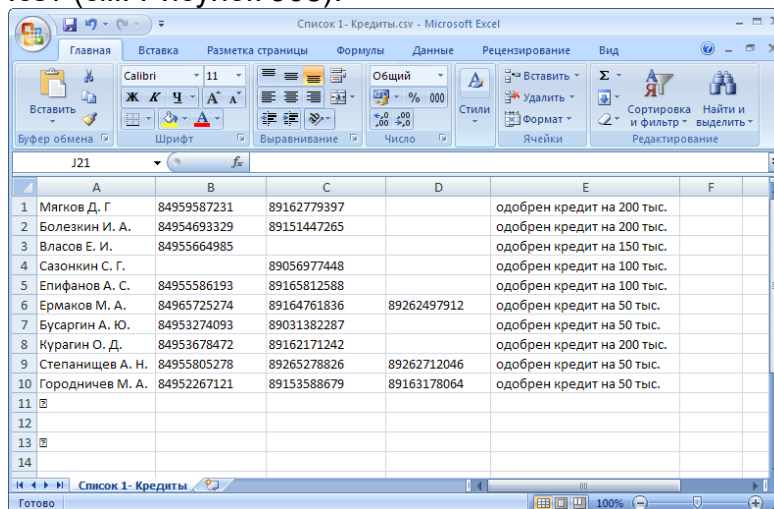 Список 1- Кредиты.csv - Microsoft Excel
Главная Вставка Разметка страницы Формулы Данные Рецензирование Вид
Вставить
Буфер обмена
Calibri 11
Ж К Ч
Шрифт
Выравнивание
Общий
% 000
Число
Стили
Вставить
Удалить
Формат
Ячейки
Σ
Сортировка и фильтр
Найти и выделить
Редактирование
J21 fx
A B C D E F
1 Мягков Д. Г 84959587231 89162779397 одобрен кредит на 200 тыс.
2 Болезкин И. А. 84954693329 89151447265 одобрен кредит на 200 тыс.
3 Власов Е. И. 84955664985 одобрен кредит на 150 тыс.
4 Сазонкин С. Г. 89056977448 одобрен кредит на 100 тыс.
5 Епифанов А. С. 84955586193 89165812588 одобрен кредит на 100 тыс.
6 Ермаков М. А. 84965725274 89164761836 89262497912 одобрен кредит на 50 тыс.
7 Бусаргин А. Ю. 84953274093 89031382287 одобрен кредит на 50 тыс.
8 Курагин О. Д. 84953678472 89162171242 одобрен кредит на 200 тыс.
9 Степанищев А. Н. 84955805278 89265278826 89262712046 одобрен кредит на 50 тыс.
10 Городничев М. А. 84952267121 89153588679 89163178064 одобрен кредит на 50 тыс.
11
12
13
14
Список 1- Кредиты
Готово 100%